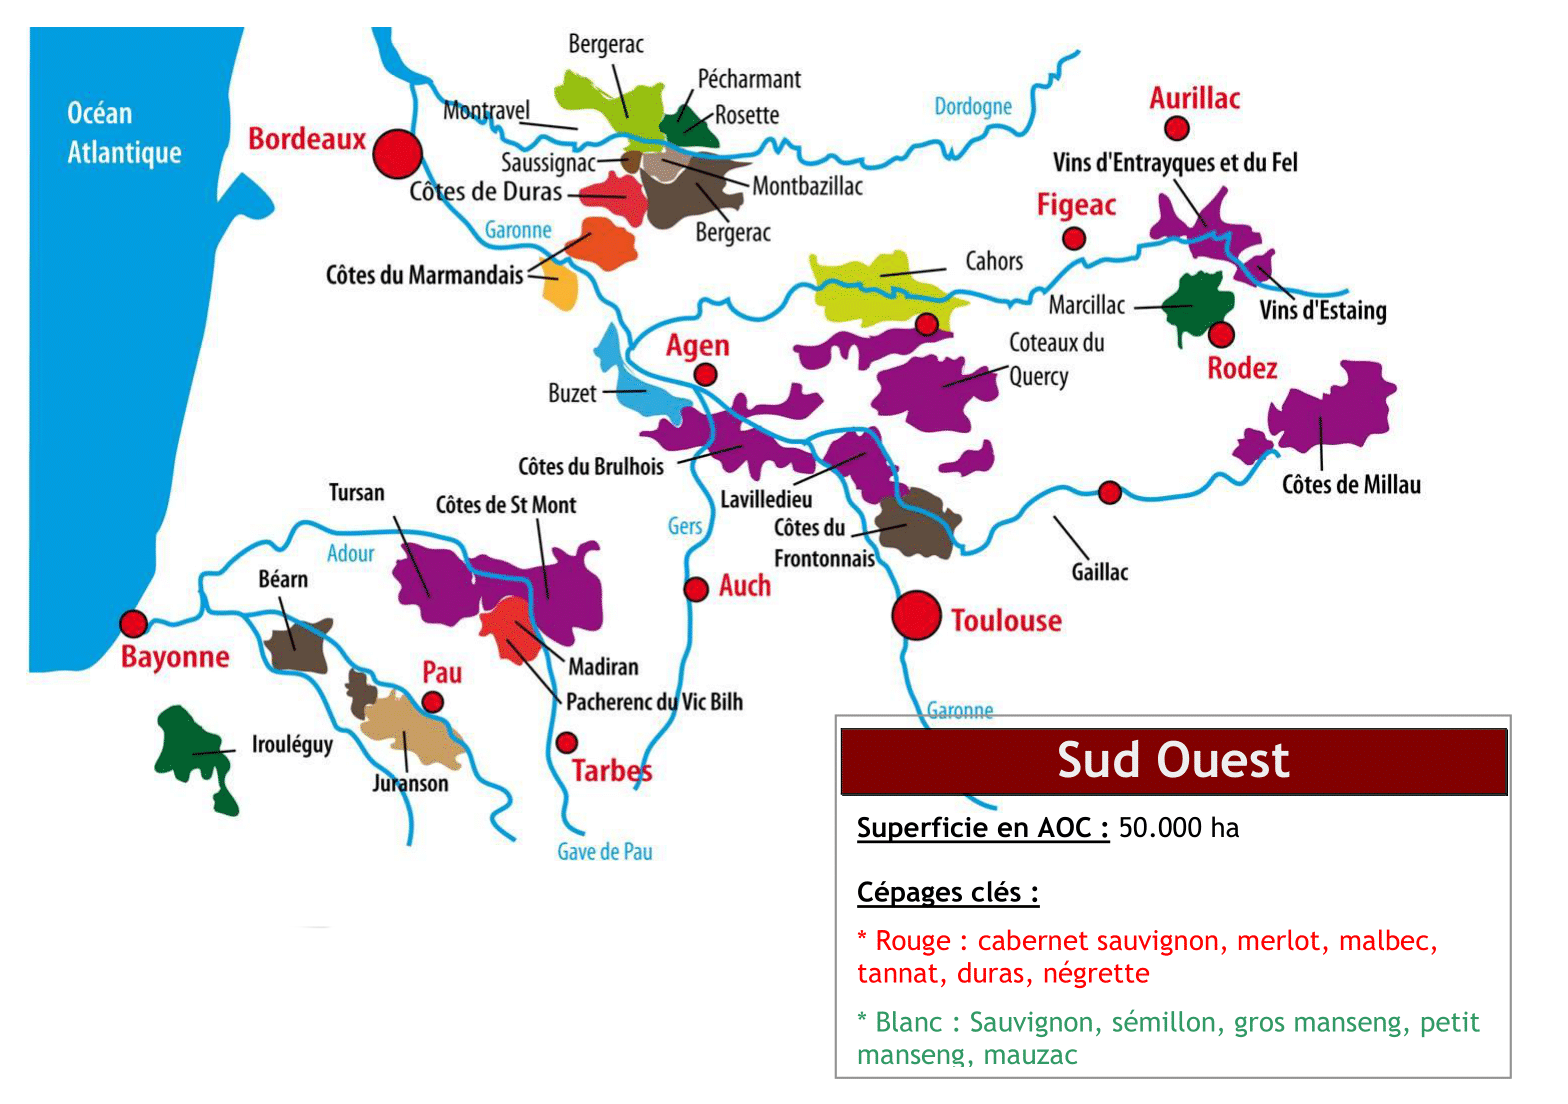 Bergerac
Pécharmant
Montravel
Rosette
Dordogne
Aurillac
Océan
Atlantique
Bordeaux
Saussignac
Côtes de Duras
Montbazillac
Bergerac
Vins d'Entrayques et du Fel
Figeac
Garonne
Côtes du Marmandais
Cahors
Marcillac
Vins d'Estaing
Agen
Coteaux du
Quercy
Rodez
Buzet
Côtes du Brulhois
Lavilledieu
Côtes de Millau
Tursan
Côtes de St Mont
Gers
Côtes du
Frontonnais
Adour
Béarn
Gaillac
Auch
Toulouse
Bayonne
Pau
Madiran
Pacherenc du Vic Bilh
Garonne
Irouléguy
Juranson
Tarbes
Gave de Pau
Sud Ouest
Superficie en AOC : 50.000 ha
Cépages clés :
* Rouge : cabernet sauvignon, merlot, malbec,
tannat, duras, négrette
* Blanc : Sauvignon, sémillon, gros manseng, petit
manseng, mauzac